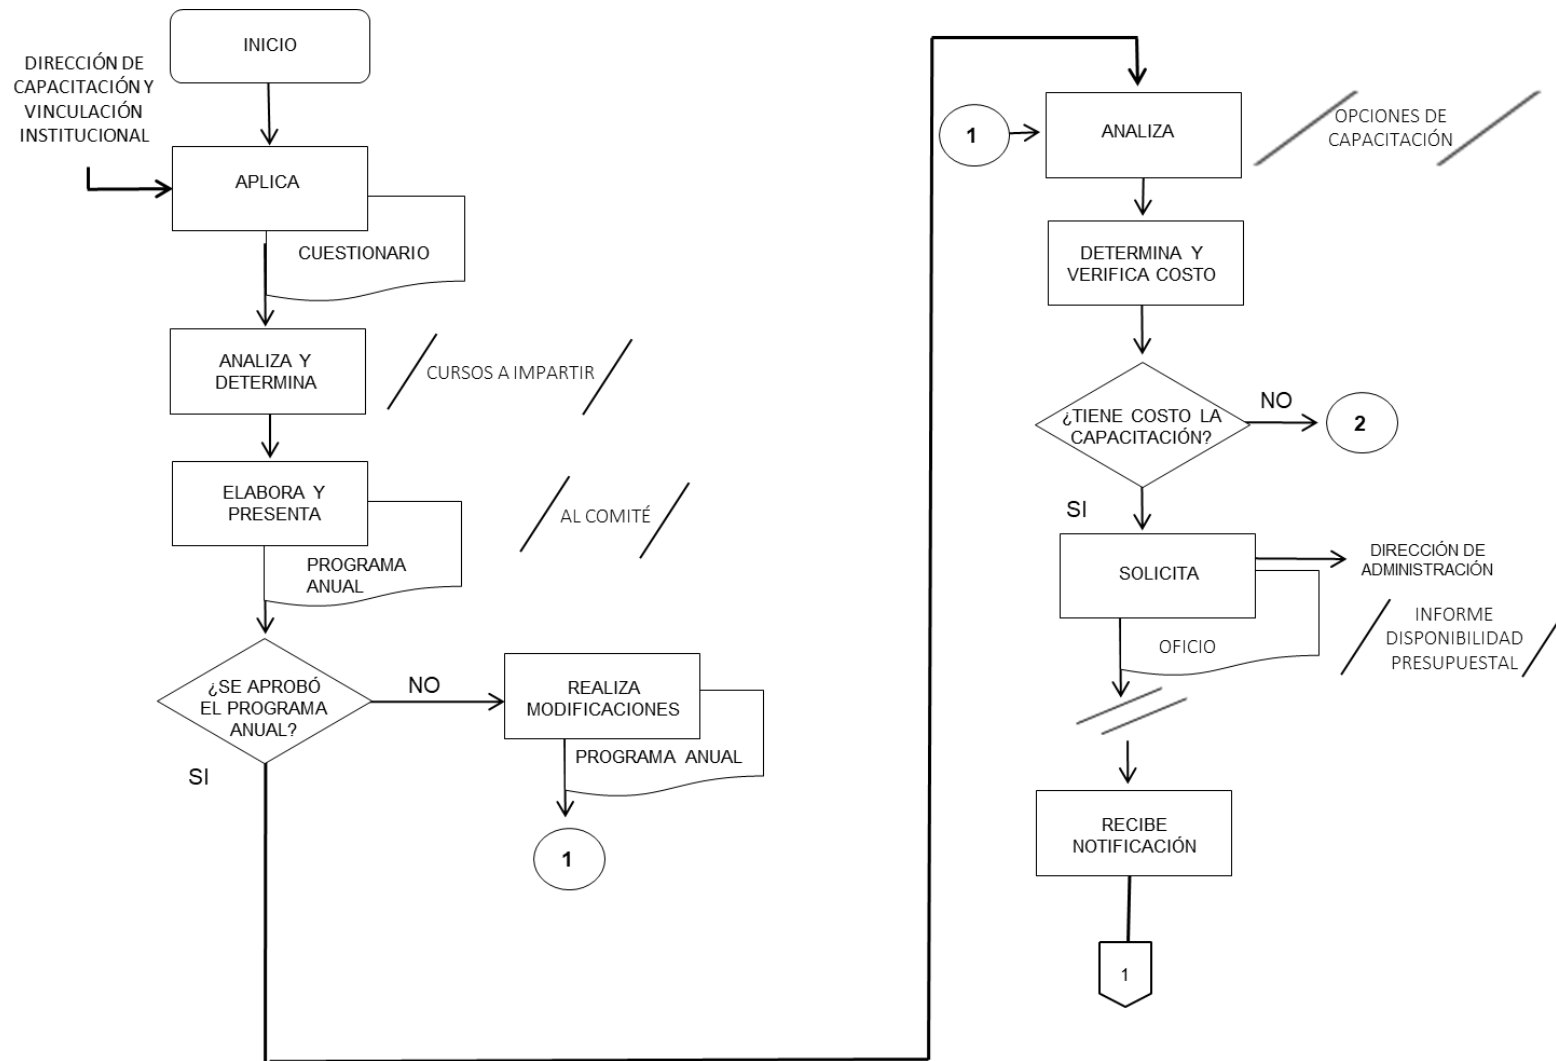 INICIO
DIRECCIÓN DE
CAPACITACIÓN Y
VINCULACIÓN
INSTITUCIONAL
APLICA
CUESTIONARIO
ANALIZA Y
DETERMINA
CURSOS A IMPARTIR
ELABORA Y
PRESENTA
AL COMITÉ
PROGRAMA
ANUAL
¿SE APROBÓ
EL PROGRAMA
ANUAL?
NO
SI
REALIZA
MODIFICACIONES
PROGRAMA ANUAL
1
1
ANALIZA
OPCIONES DE
CAPACITACIÓN
DETERMINA Y
VERIFICA COSTO
¿TIENE COSTO LA
CAPACITACIÓN?
NO
2
SI
SOLICITA
DIRECCIÓN DE
ADMINISTRACIÓN
OFICIO
INFORME
DISPONIBILIDAD
PRESUPUESTAL
RECIBE
NOTIFICACIÓN
1